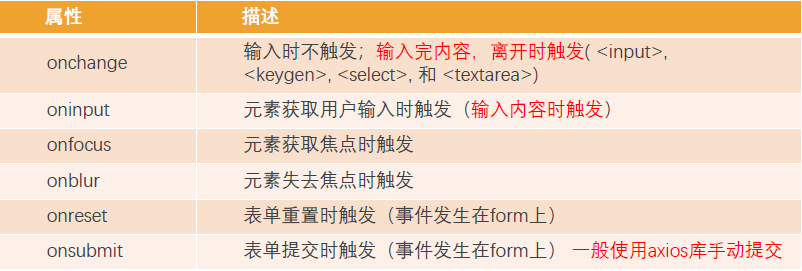 属性 描述
onchange 输入时不触发；输入完内容，离开时触发( <input>,
<keygen>, <select>, 和 <textarea>)
oninput 元素获取用户输入时触发（输入内容时触发）
onfocus 元素获取焦点时触发
onblur 元素失去焦点时触发
onreset 表单重置时触发（事件发生在form上）
onsubmit 表单提交时触发（事件发生在form上） 一般使用axios库手动提交